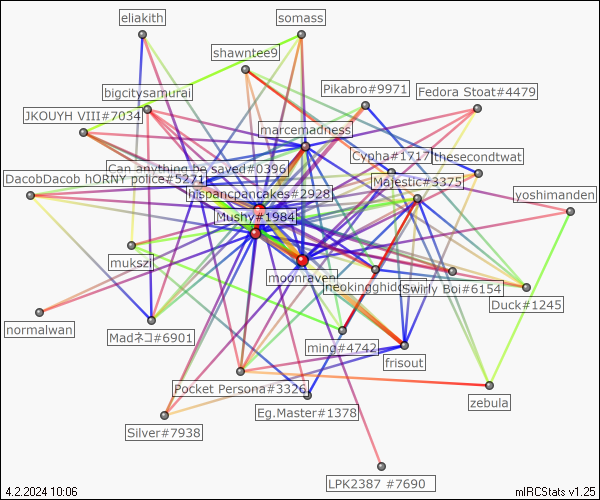 eliakith
somass
shawntee9
Pikabro#9971
bigcitysamurai
Fedora Stoat#4479
JKOUYH VIII#7034
marcemadness
Cypha#1717
thesecondtwat
Can anything be saved#0396
DacobDacob hORNY police#5271
Majestic#3375
hispancpancakes#2928
yoshimanden
Mushy#1984
mukszi
moonraven
neokingghid
Swirly Boi#6154
Duck#1245
normalwan
Madネコ#6901
ming#4742
frisout
Pocket Persona#3326
zebula
Eg.Master#1378
Silver#7938
LPK2387 #7690
4.2.2024 10:06
mIRCStats v1.25